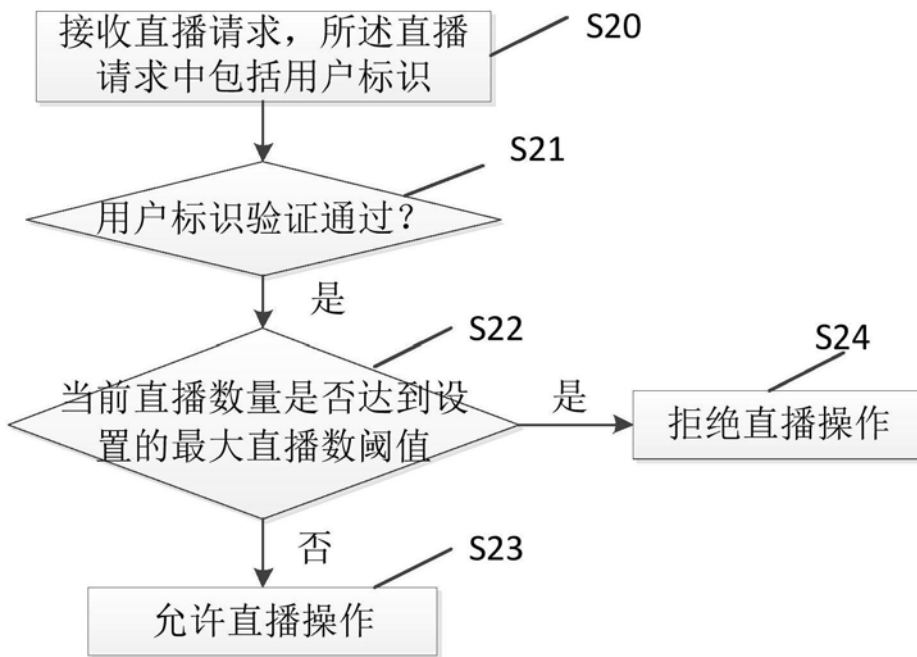 接收直播请求，所述直播
请求中包括用户标识
S20
S21
用户标识验证通过？
是
S22
当前直播数量是否达到设
置的最大直播数阈值
是
S24
拒绝直播操作
否
S23
允许直播操作